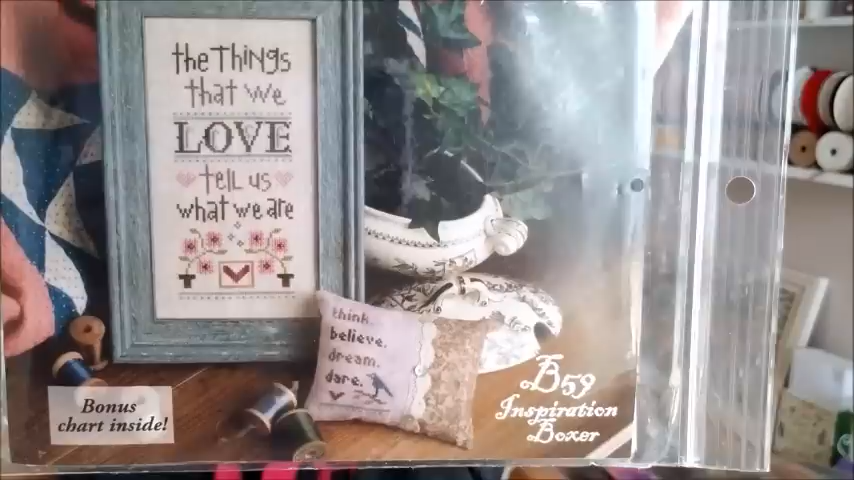 the Things
that we
LOVE
tell us
what we are
think.
believe.
dream.
dare.
Bonus
chart inside!
B59
Inspiration
Boxer